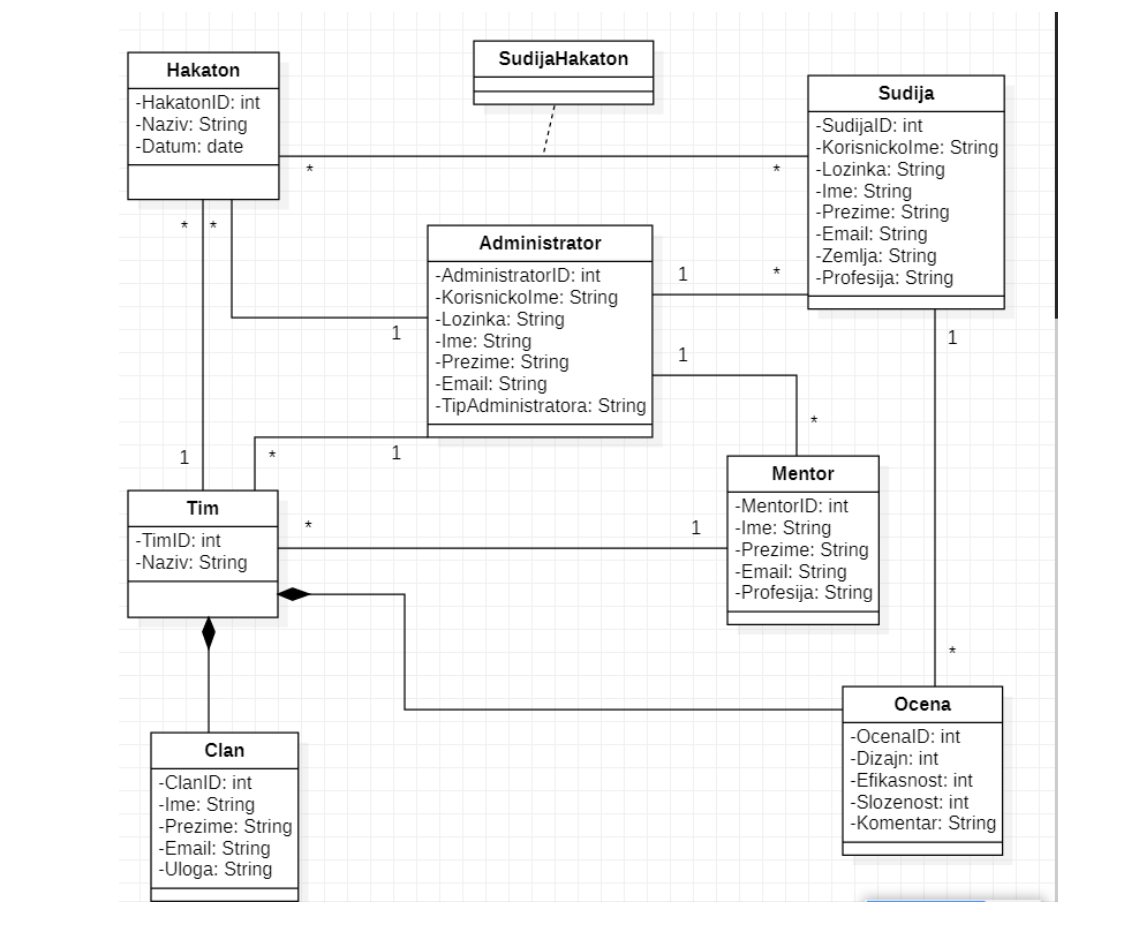 Hakaton
-HakatonID: int
-Naziv: String
-Datum: date
SudijaHakaton
Sudija
-SudijaID: int
-KorisnickoIme: String
-Lozinka: String
-Ime: String
-Prezime: String
-Email: String
-Zemlja: String
-Profesija: String
*
*
*
*
Administrator
-AdministratorID: int
-KorisnickoIme: String
-Lozinka: String
-Ime: String
-Prezime: String
-Email: String
-TipAdministratora: String
1
*
1
1
1
*
1
*
1
Tim
-TimID: int
-Naziv: String
*
1
Mentor
-MentorID: int
-Ime: String
-Prezime: String
-Email: String
-Profesija: String
*
Ocena
-OcenaID: int
-Dizajn: int
-Efikasnost: int
-Slozenost: int
-Komentar: String
Clan
-ClanID: int
-Ime: String
-Prezime: String
-Email: String
-Uloga: String